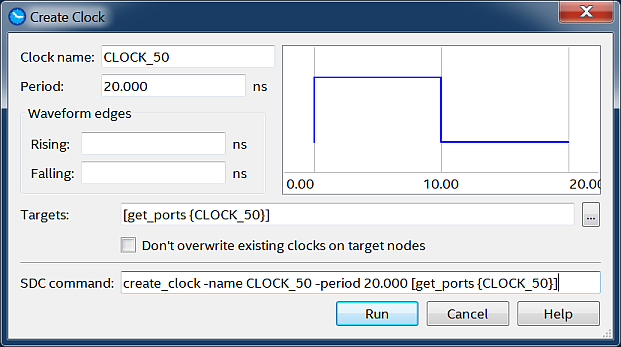 Create Clock
Clock name: CLOCK_50
Period: 20.000 ns
Waveform edges
Rising: ns
Falling: ns
0.00 10.00 20.0
Targets: [get_ports {CLOCK_50}] ...
Don't overwrite existing clocks on target nodes
SDC command: create_clock -name CLOCK_50 -period 20.000 [get_ports {CLOCK_50}]
Run Cancel Help